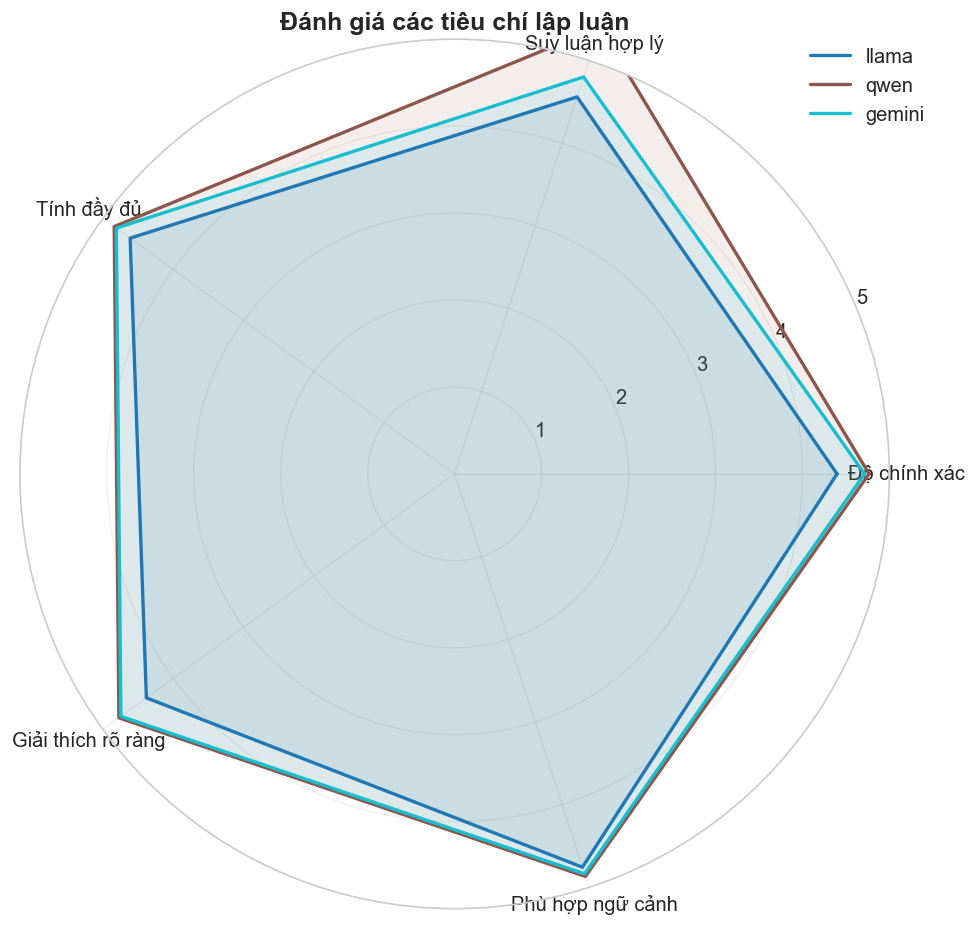 Đánh giá các tiêu chí lập luận
Suy luận hợp lý
llama
qwen
gemini
Tính đầy đủ
5
4
3
2
1
Độ chính xác
Giải thích rõ ràng
Phù hợp ngữ cảnh